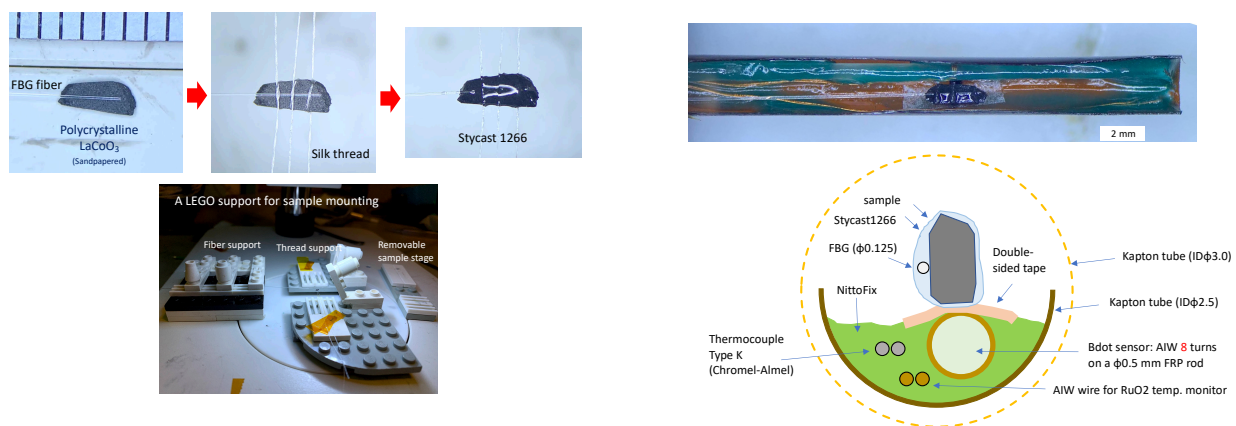 FBG fiber
Polycrystalline
LaCoO₃
(Sandpapered)
Silk thread
Stycast 1266
A LEGO support for sample mounting
Fiber support
Thread support
Removable
sample stage
2 mm
sample
Stycast1266
FBG (ϕ0.125)
Double-
sided tape
Kapton tube (IDϕ3.0)
NittoFix
Kapton tube (IDϕ2.5)
Thermocouple
Type K
(Chromel-Almel)
Bdot sensor: AIW 8 turns
on a ϕ0.5 mm FRP rod
AIW wire for RuO2 temp. monitor